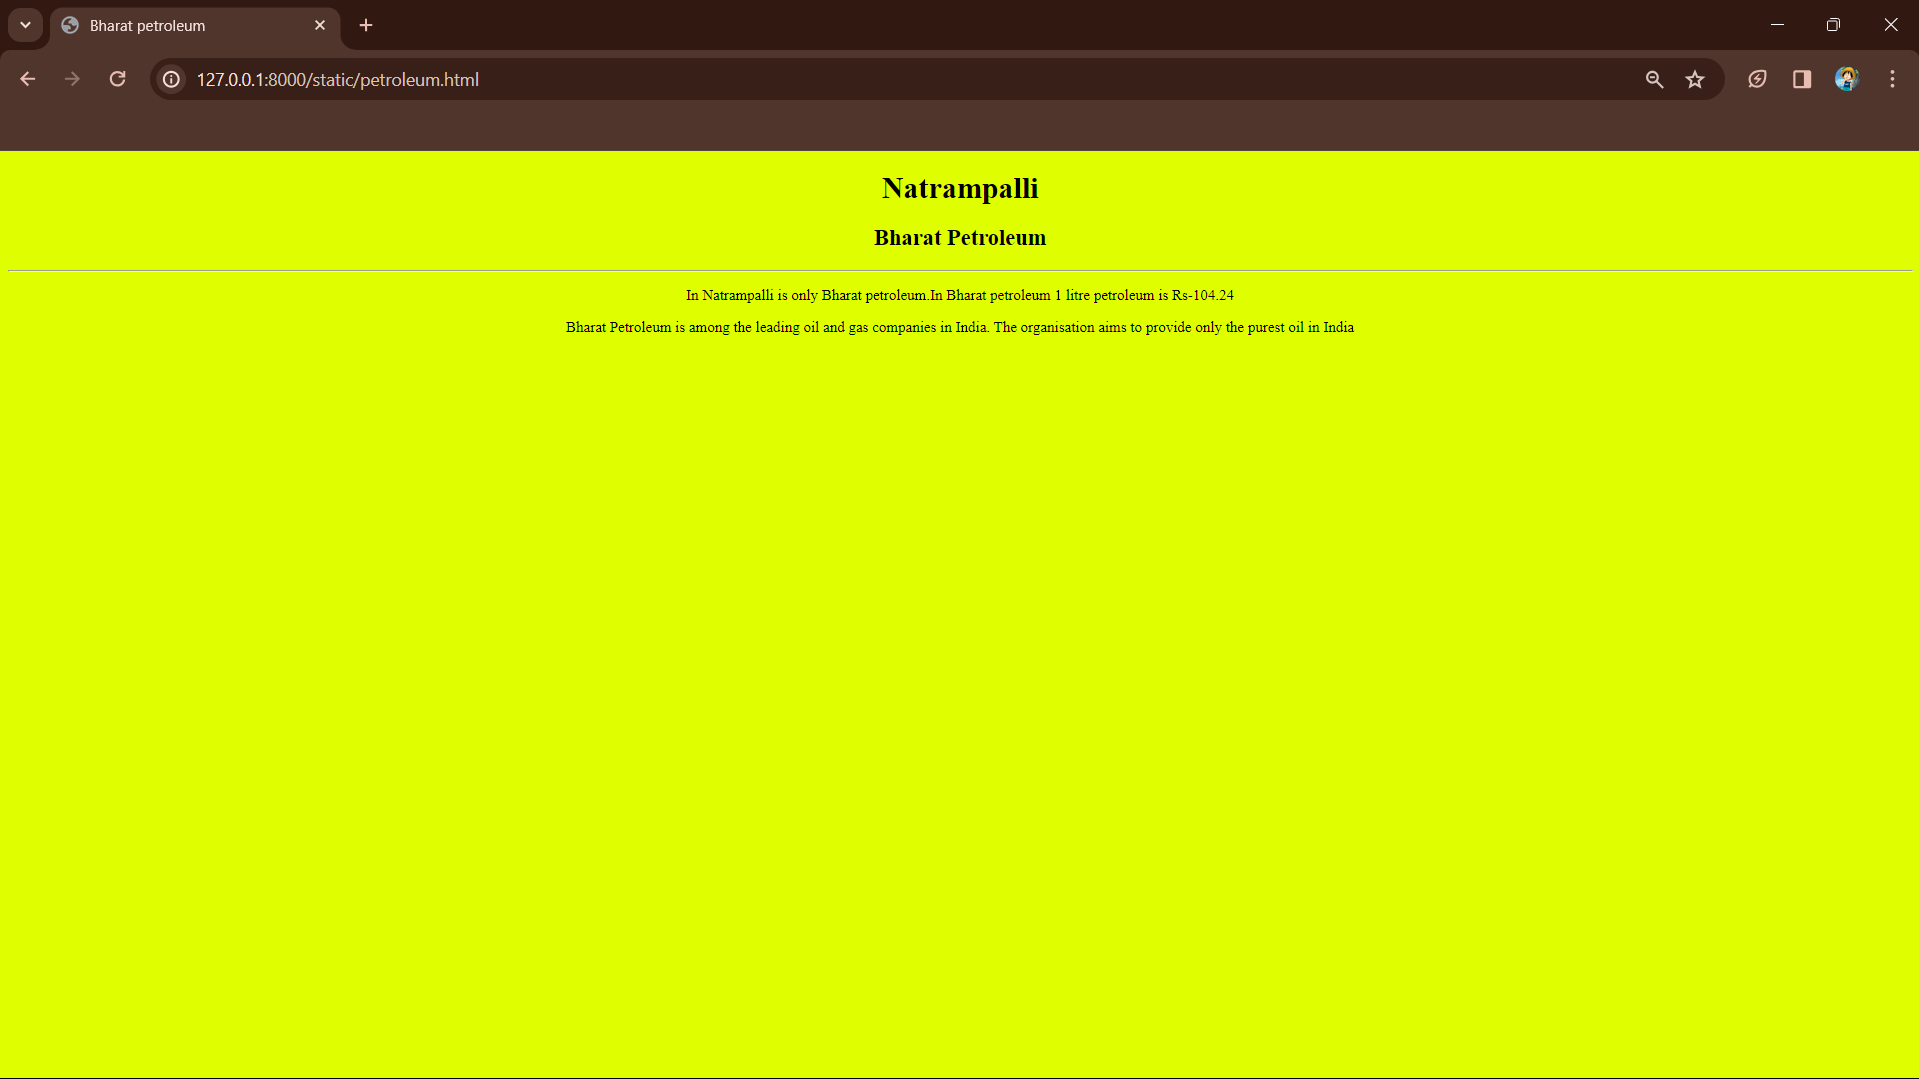 Bharat petroleum
127.0.0.1:8000/static/petroleum.html
Natrampalli
Bharat Petroleum
In Natrampalli is only Bharat petroleum.In Bharat petroleum 1 litre petroleum is Rs-104.24
Bharat Petroleum is among the leading oil and gas companies in India. The organisation aims to provide only the purest oil in India